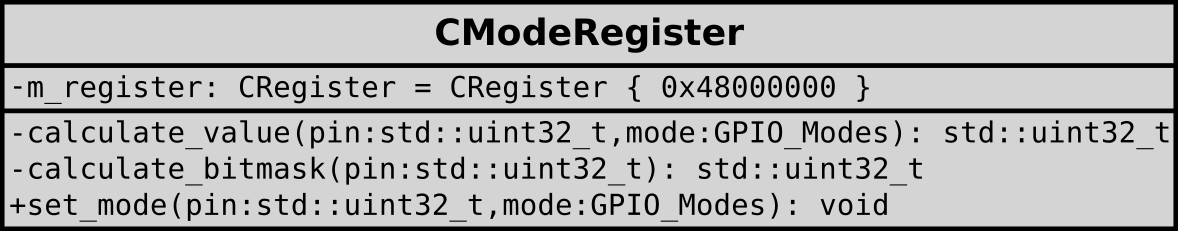 CModeRegister
-m_register: CRegister = CRegister { 0x48000000 }
-calculate_value(pin:std::uint32_t,mode:GPIO_Modes): std::uint32_t
-calculate_bitmask(pin:std::uint32_t): std::uint32_t
+set_mode(pin:std::uint32_t,mode:GPIO_Modes): void